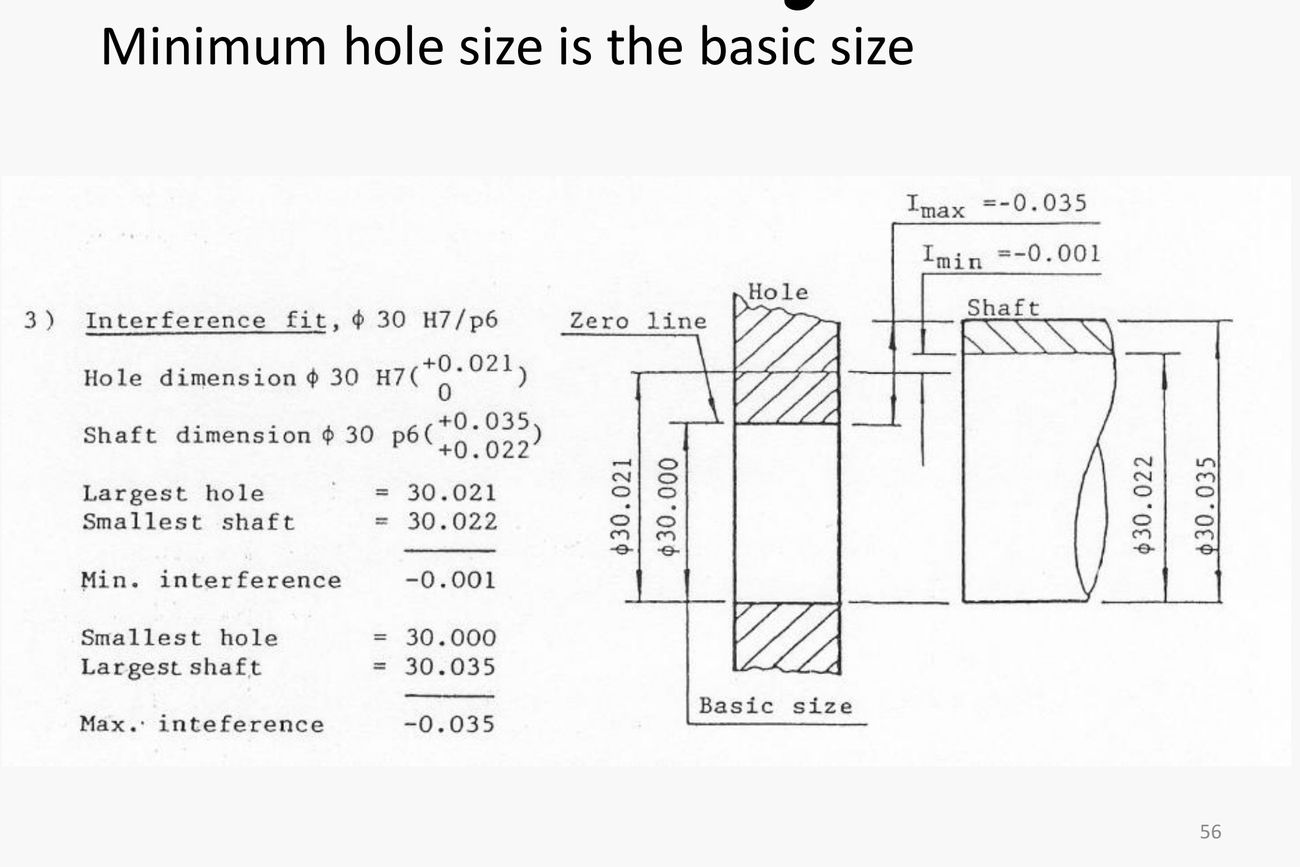 Minimum hole size is the basic size
3) Interference fit, ϕ 30 H7/p6
Hole dimension ϕ 30 H7(+0.021
0)
Shaft dimension ϕ 30 p6(+0.035
+0.022)
Largest hole = 30.021
Smallest shaft = 30.022
Min. interference -0.001
Smallest hole = 30.000
Largest shaft = 30.035
Max. inteference -0.035
Imax =-0.035
Imin =-0.001
Hole
Shaft
Zero line
ϕ30.021
ϕ30.000
ϕ30.022
ϕ30.035
Basic size
56